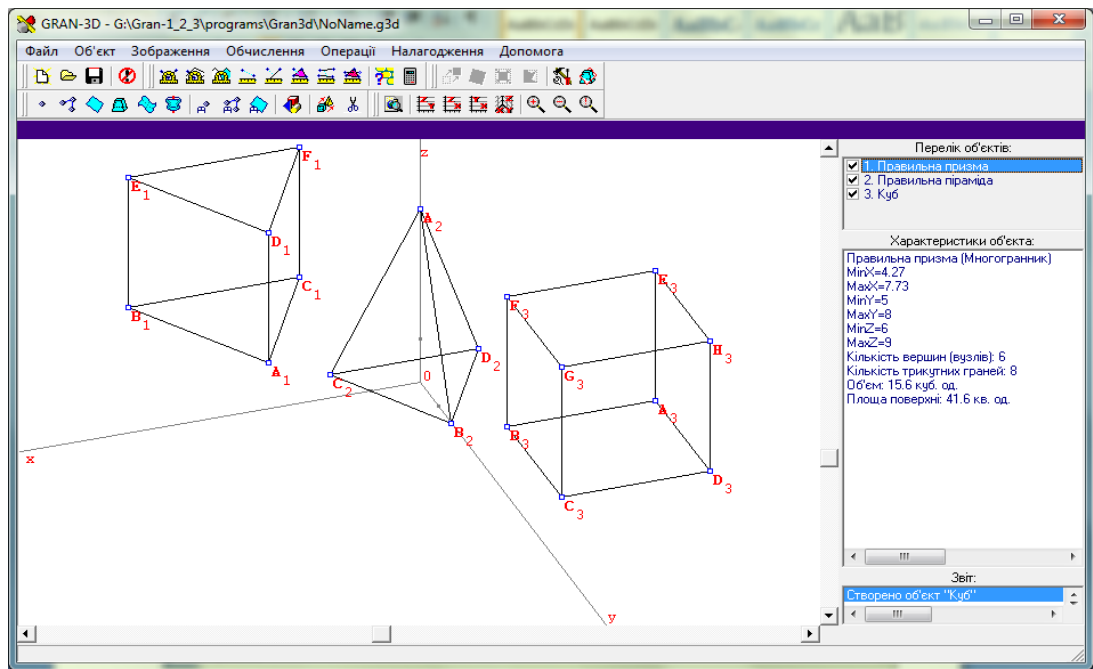 GRAN-3D - G:\Gran-1_2_3\programs\Gran3d\NoName.g3d
Файл Об'єкт Зображення Обчислення Операції Налагодження Допомога
Перелік об'єктів:
1. Правильна призма
2. Правильна піраміда
3. Куб
Характеристики об'єкта:
Правильна призма (Многогранник)
MinX=4.27
MaxX=7.73
MinY=5
MaxY=8
MinZ=6
MaxZ=9
Кількість вершин (вузлів): 6
Кількість трикутних граней: 8
Об'єм: 15.6 куб. од.
Площа поверхні: 41.6 кв. од.
Звіт:
Створено об'єкт "Куб"
z
F1
E1
A2
D1
C1
E3
F3
B1
H3
D2
A1
G3
0
C2
A3
B2
B3
x
D3
C3
y